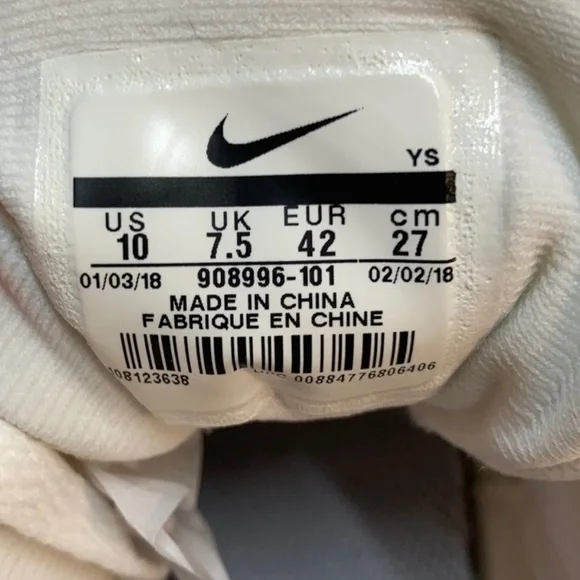 YS
US UK EUR cm
10 7.5 42 27
01/03/18 908996-101 02/02/18
MADE IN CHINA
FABRIQUE EN CHINE
00884776806406